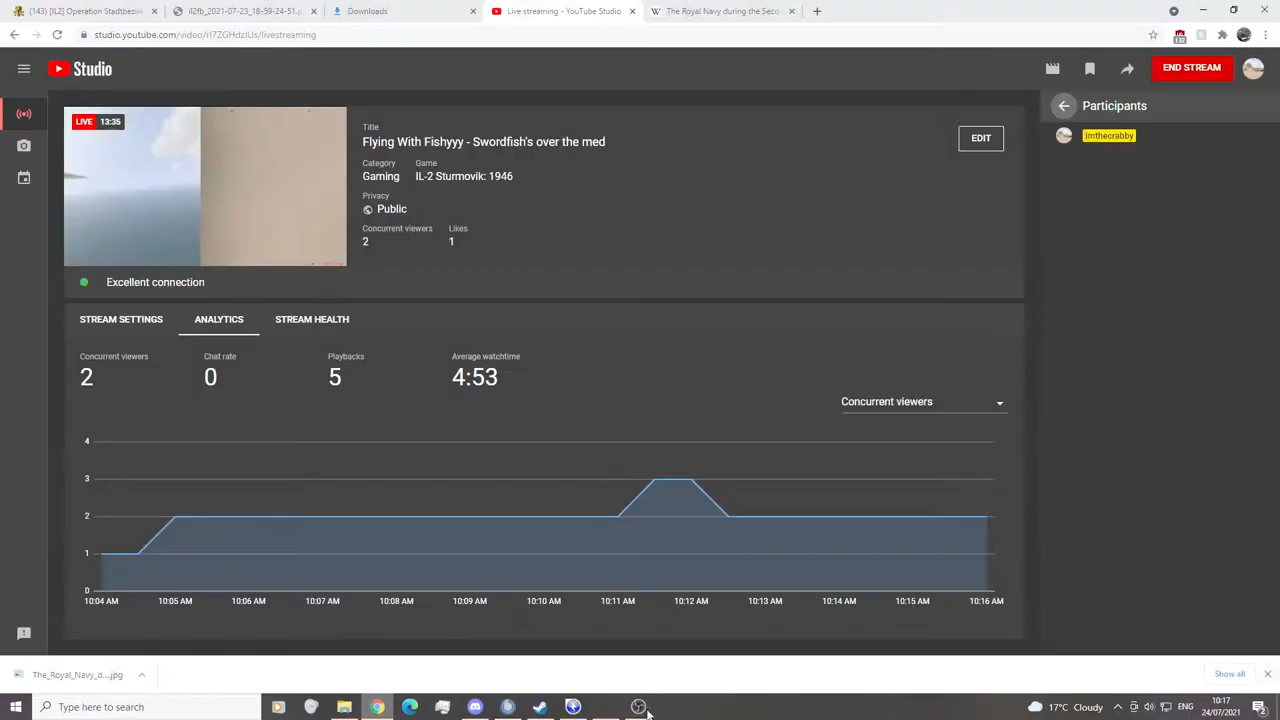 [143] [IL2] Operation Stadtbezirk
il2fb_2021-07-23_18-59-24-51.p
Downloads
Live streaming - YouTube Studio
The Royal Navy during the Seco
studio.youtube.com/video/rI7ZGHdzJUs/livestreaming
Studio
END STREAM
LIVE 13:35
Title
Flying With Fishyyy - Swordfish's over the med
EDIT
Category Game
Gaming IL-2 Sturmovik: 1946
Privacy
Public
Concurrent viewers Likes
2 1
Excellent connection
Participants
imthecrabby
STREAM SETTINGS ANALYTICS STREAM HEALTH
Concurrent viewers Chat rate Playbacks Average watchtime
2 0 5 4:53
Concurrent viewers
4
3
2
1
0
10:04 AM 10:05 AM 10:06 AM 10:07 AM 10:08 AM 10:09 AM 10:10 AM 10:11 AM 10:12 AM 10:13 AM 10:14 AM 10:15 AM 10:16 AM
The_Royal_Navy_d....jpg
Show all
Type here to search
17°C Cloudy
10:17
24/07/2021
2